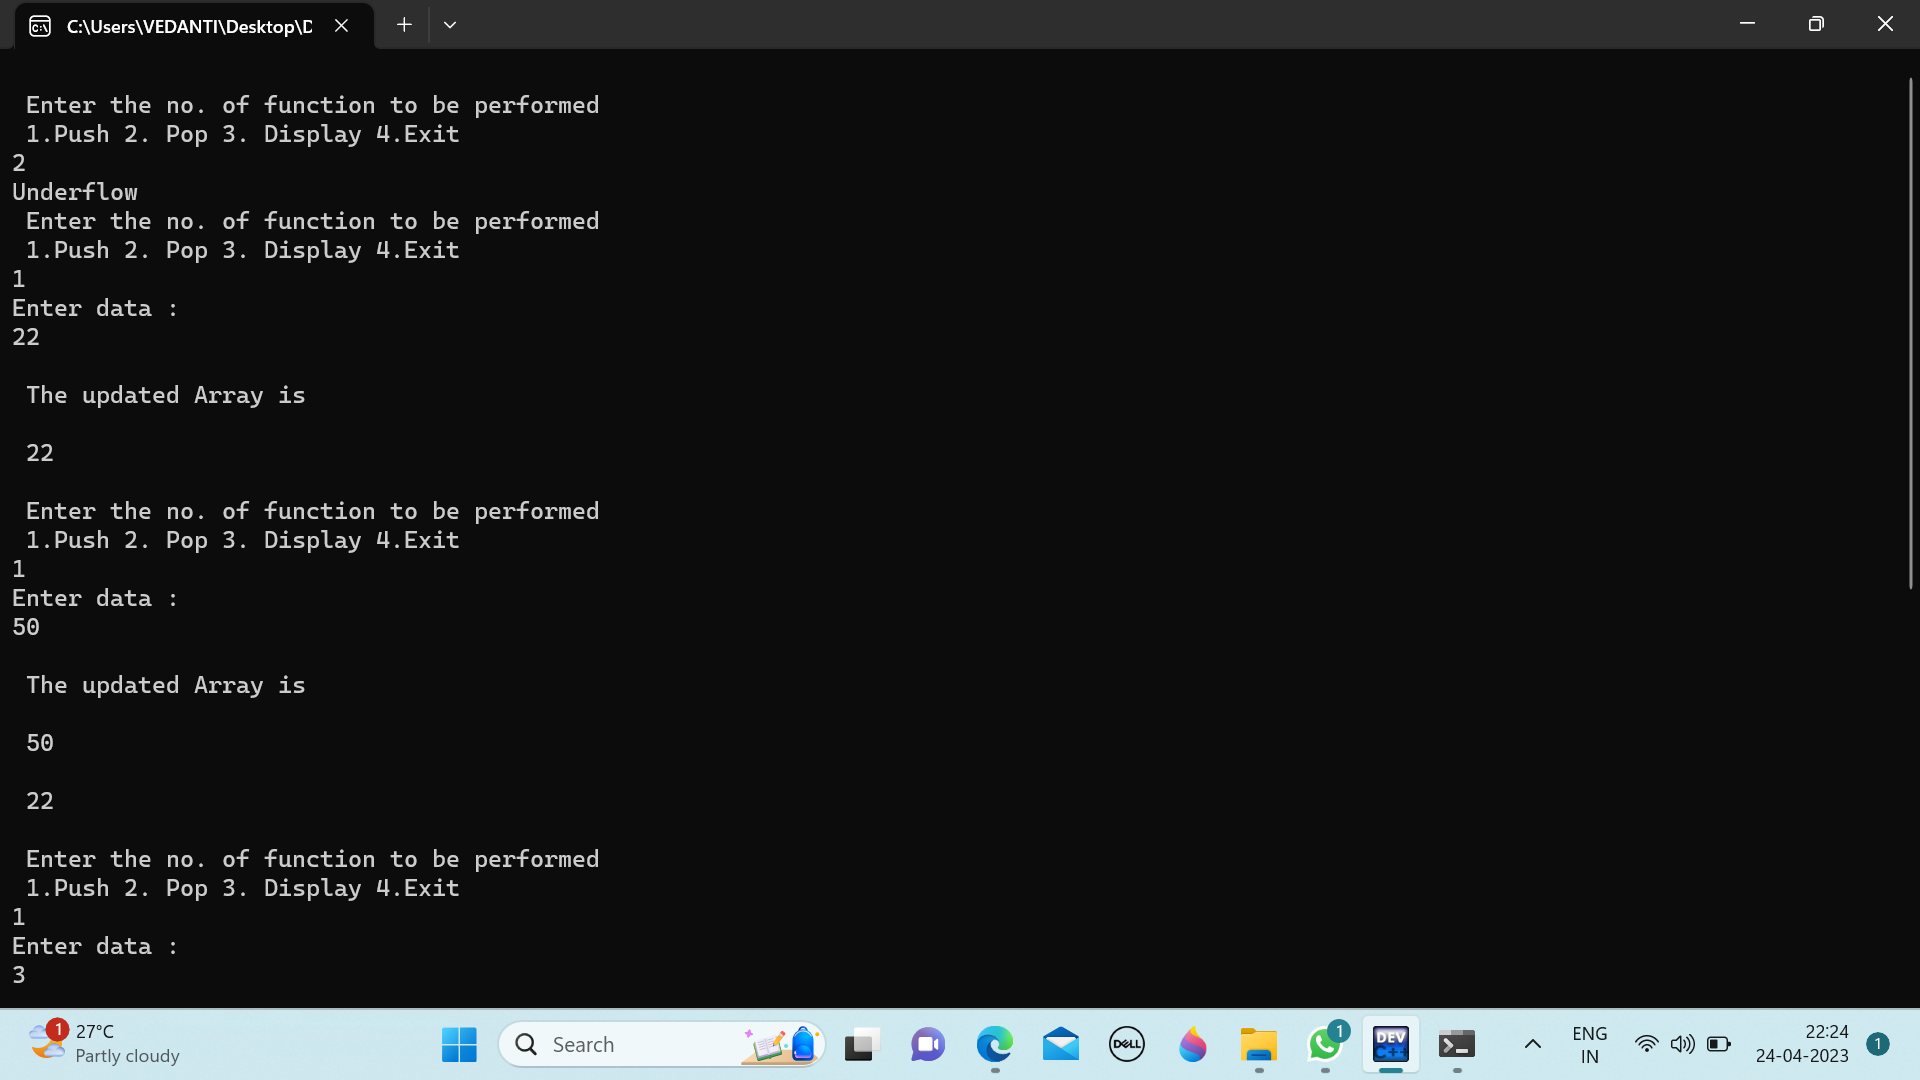 C:\Users\VEDANTI\Desktop\D
Enter the no. of function to be performed
1.Push 2. Pop 3. Display 4.Exit
2
Underflow
Enter the no. of function to be performed
1.Push 2. Pop 3. Display 4.Exit
1
Enter data :
22
The updated Array is
22
Enter the no. of function to be performed
1.Push 2. Pop 3. Display 4.Exit
1
Enter data :
50
The updated Array is
50
22
Enter the no. of function to be performed
1.Push 2. Pop 3. Display 4.Exit
1
Enter data :
3
1
27°C
Partly cloudy
Search
DELL
1
DEV
C++
ENG
IN
22:24
24-04-2023
1